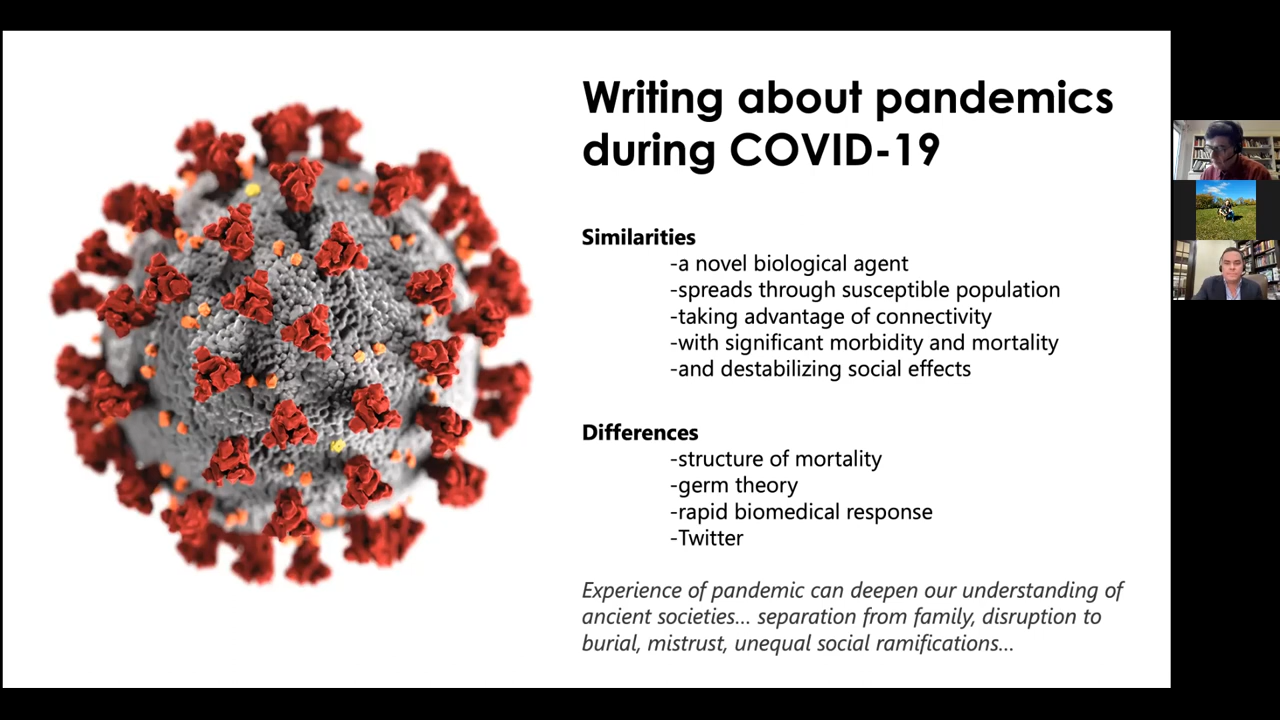 Writing about pandemics
during COVID-19
Similarities
-a novel biological agent
-spreads through susceptible population
-taking advantage of connectivity
-with significant morbidity and mortality
-and destabilizing social effects
Differences
-structure of mortality
-germ theory
-rapid biomedical response
-Twitter
Experience of pandemic can deepen our understanding of
ancient societies... separation from family, disruption to
burial, mistrust, unequal social ramifications...